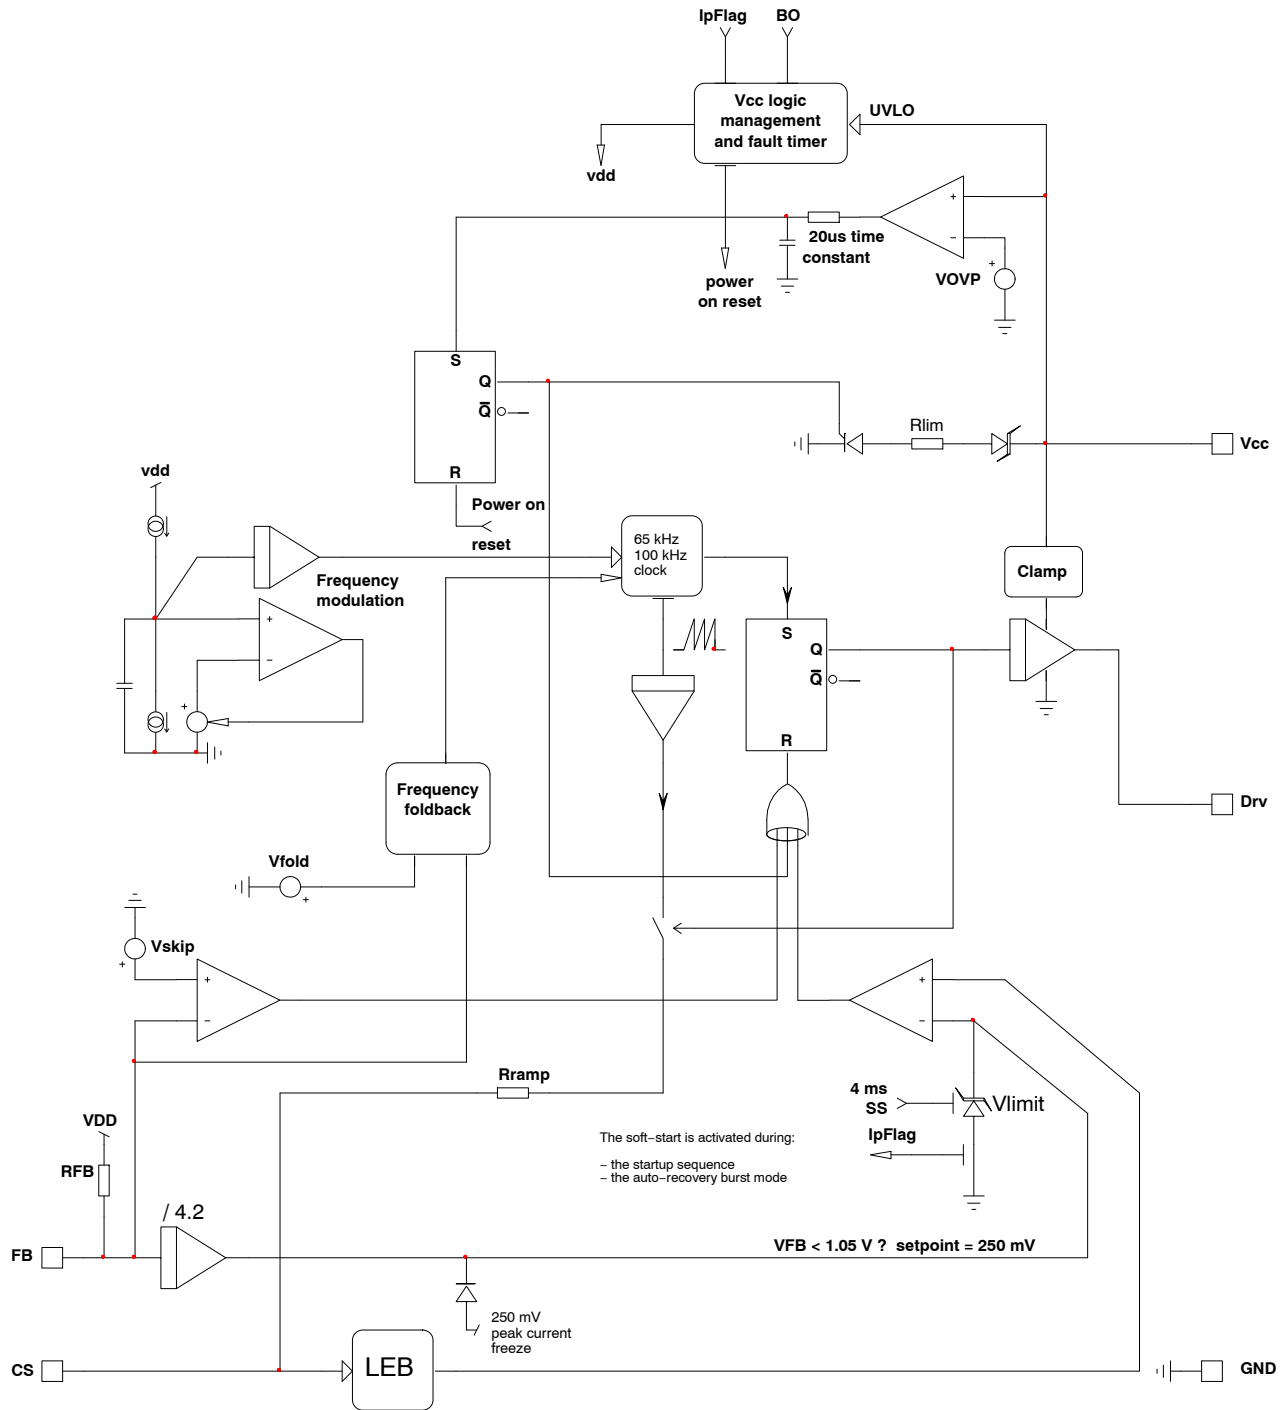 IpFlag BO
Vcc logic
management
and fault timer
UVLO
vdd
+
−
20us time
constant
+
VOVP
power
on reset
S
Q
Q̅
R
Rlim
Vcc
vdd
Power on
reset
65 kHz
100 kHz
clock
Frequency
modulation
+
−
+
Clamp
S
Q
Q̅
R
Frequency
foldback
Drv
Vfold
+
Vskip
+
+
−
+
−
Rramp
4 ms
SS
Vlimit
IpFlag
VDD
RFB
The soft−start is activated during:
− the startup sequence
− the auto−recovery burst mode
/ 4.2
FB
VFB < 1.05 V ? setpoint = 250 mV
250 mV
peak current
freeze
CS
LEB
GND